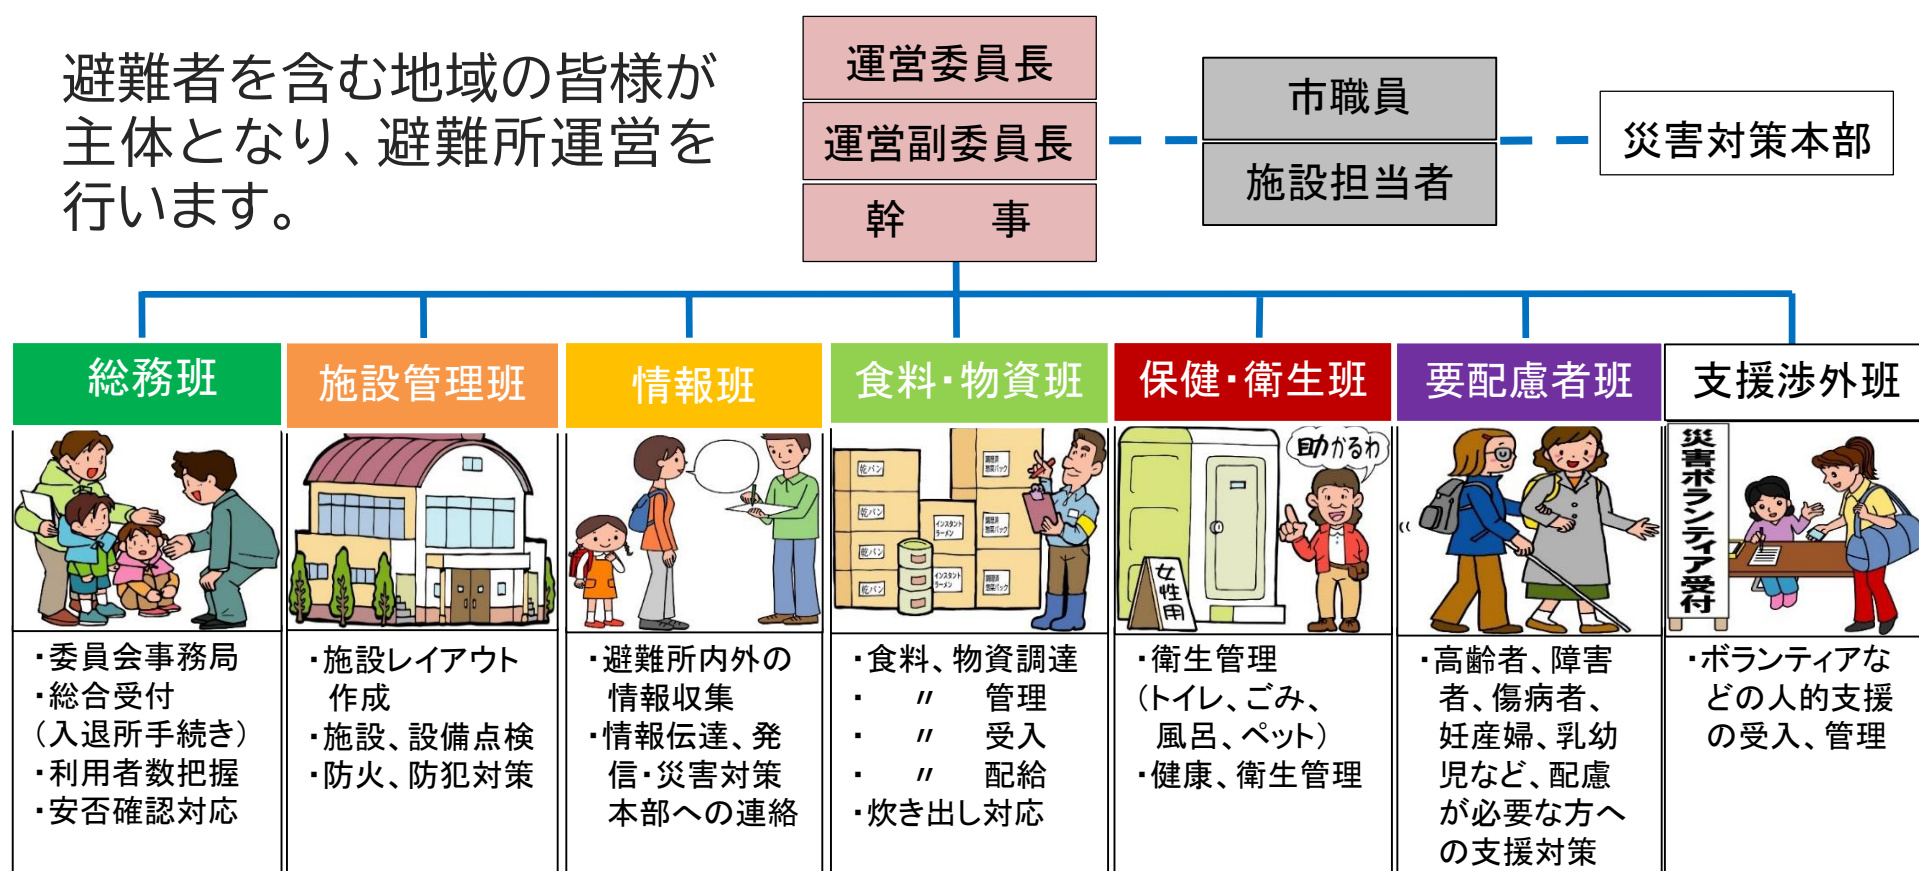 避難者を含む地域の皆様が
主体となり、避難所運営を
行います。
運営委員長
運営副委員長
幹　　事
市職員
施設担当者
災害対策本部
総務班
施設管理班
情報班
食料・物資班
保健・衛生班
要配慮者班
支援渉外班
乾パン
乾パン
乾パン
乾パン
インスタント
ラーメン
インスタント
ラーメン
女性用
助かるわ
災害ボランティア受付
・委員会事務局
・総合受付
（入退所手続き）
・利用者数把握
・安否確認対応
・施設レイアウト
作成
・施設、設備点検
・防火、防犯対策
・避難所内外の
情報収集
・情報伝達、発
信・災害対策
本部への連絡
・食料、物資調達
・　〃　管理
・　〃　受入
・　〃　配給
・炊き出し対応
・衛生管理
（トイレ、ごみ、
風呂、ペット）
・健康、衛生管理
・高齢者、障害
者、傷病者、
妊産婦、乳幼
児など、配慮
が必要な方へ
の支援対策
・ボランティアな
どの人的支援
の受入、管理